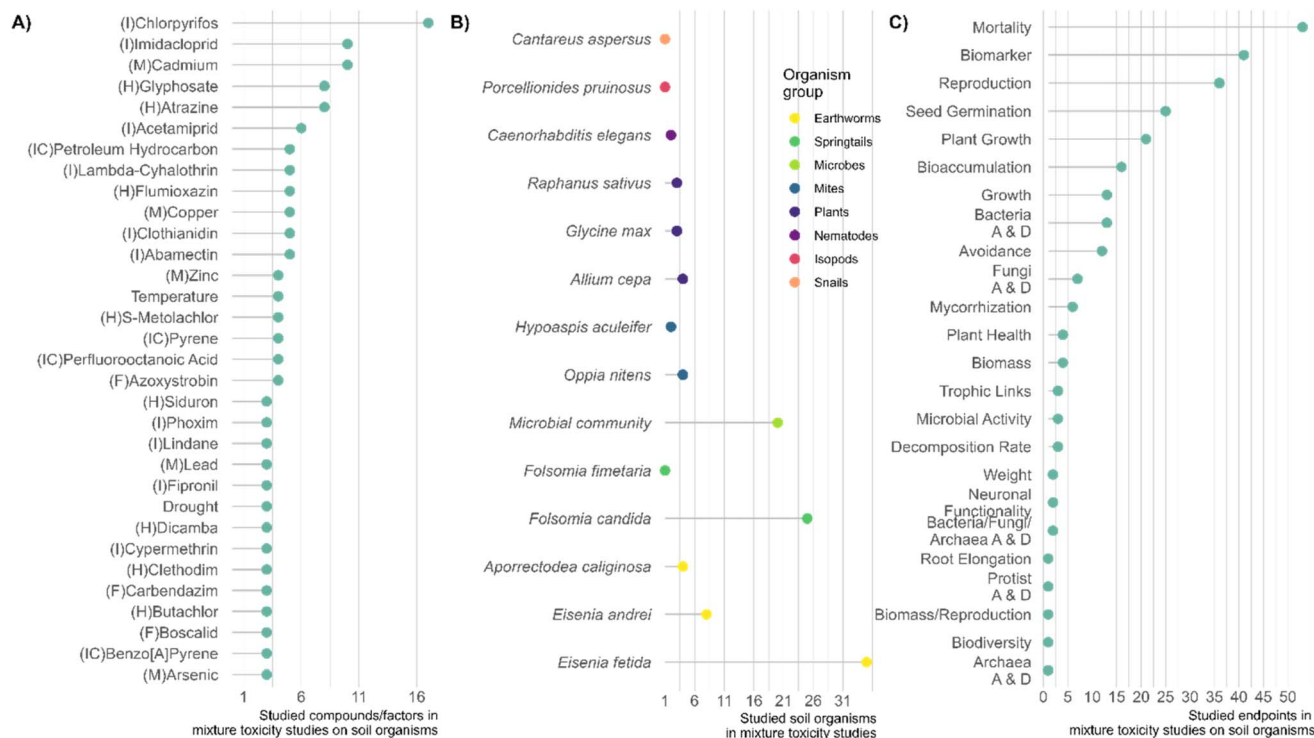 A)
(I)Chlorpyrifos
(I)Imidacloprid
(M)Cadmium
(H)Glyphosate
(H)Atrazine
(I)Acetamiprid
(IC)Petroleum Hydrocarbon
(I)Lambda-Cyhalothrin
(H)Flumioxazin
(M)Copper
(I)Clothianidin
(I)Abamectin
(M)Zinc
Temperature
(H)S-Metolachlor
(IC)Pyrene
(IC)Perfluorooctanoic Acid
(F)Azoxystrobin
(H)Siduron
(I)Phoxim
(I)Lindane
(M)Lead
(I)Fipronil
Drought
(H)Dicamba
(I)Cypermethrin
(H)Clethodim
(F)Carbendazim
(H)Butachlor
(F)Boscalid
(IC)Benzo[A]Pyrene
(M)Arsenic
1 6 11 16
Studied compounds/factors in
mixture toxicity studies on soil organisms
B)
Cantareus aspersus
Porcellionides pruinosus
Caenorhabditis elegans
Raphanus sativus
Glycine max
Allium cepa
Hypoaspis aculeifer
Oppia nitens
Microbial community
Folsomia fimetaria
Folsomia candida
Aporrectodea caliginosa
Eisenia andrei
Eisenia fetida
Organism
group
Earthworms
Springtails
Microbes
Mites
Plants
Nematodes
Isopods
Snails
1 6 11 16 21 26 31
Studied soil organisms
in mixture toxicity studies
C)
Mortality
Biomarker
Reproduction
Seed Germination
Plant Growth
Bioaccumulation
Growth
Bacteria
A & D
Avoidance
Fungi
A & D
Mycorrhization
Plant Health
Biomass
Trophic Links
Microbial Activity
Decomposition Rate
Weight
Neuronal
Functionality
Bacteria/Fungi/
Archaea A & D
Root Elongation
Protist
A & D
Biomass/Reproduction
Biodiversity
Archaea
A & D
0 5 10 15 20 25 30 35 40 45 50
Studied endpoints in
mixture toxicity studies on soil organisms